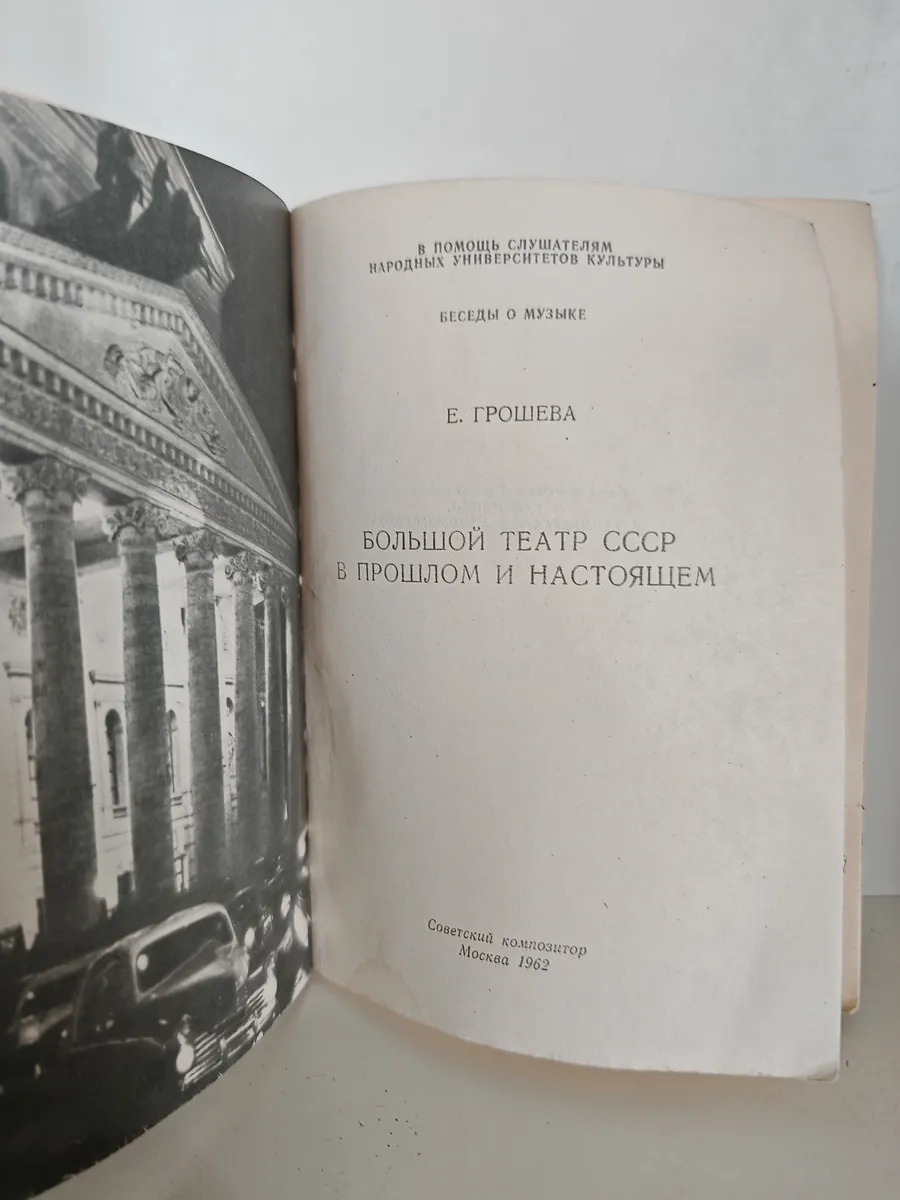 В ПОМОЩЬ СЛУШАТЕЛЯМ
НАРОДНЫХ УНИВЕРСИТЕТОВ КУЛЬТУРЫ
БЕСЕДЫ О МУЗЫКЕ
Е. ГРОШЕВА
БОЛЬШОЙ ТЕАТР СССР
В ПРОШЛОМ И НАСТОЯЩЕМ
Советский композитор
Москва 1962